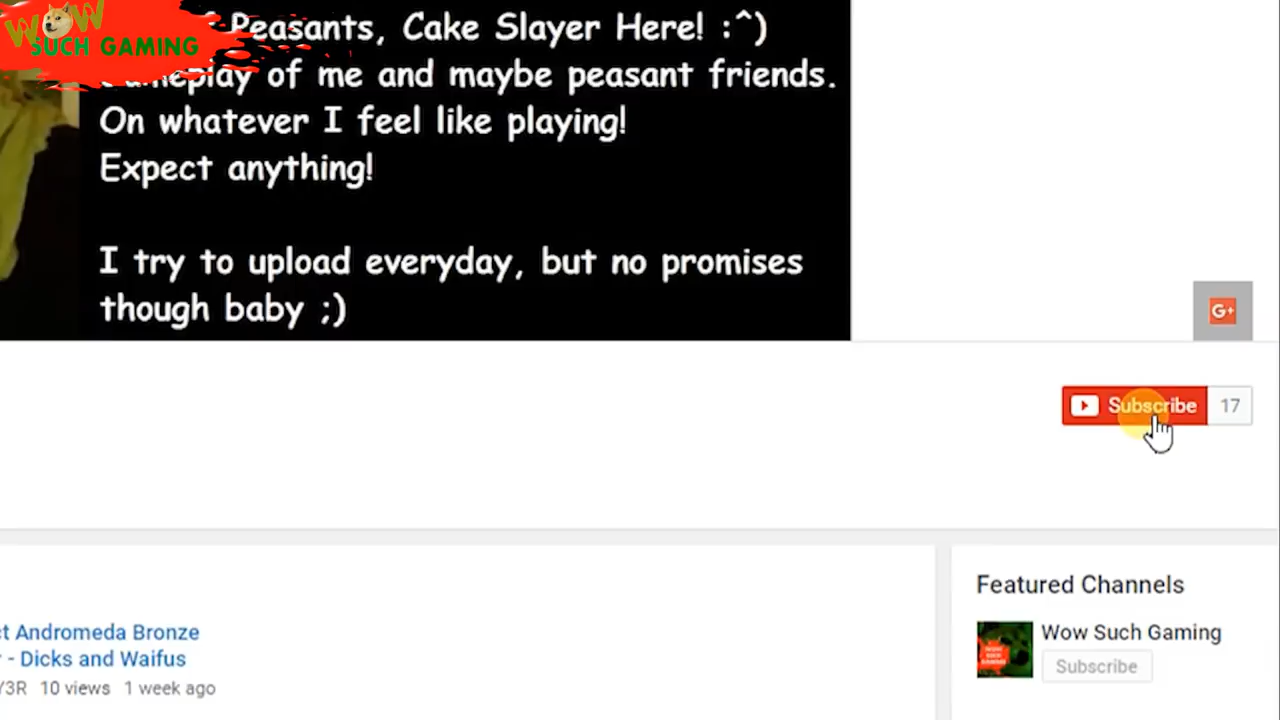 WOW
SUCH GAMING
Peasants, Cake Slayer Here! :^)
Gameplay of me and maybe peasant friends.
On whatever I feel like playing!
Expect anything!
I try to upload everyday, but no promises
though baby ;)
G+
Subscribe 17
Featured Channels
Wow Such Gaming
Subscribe
ct Andromeda Bronze
- Dicks and Waifus
Y3R 10 views 1 week ago